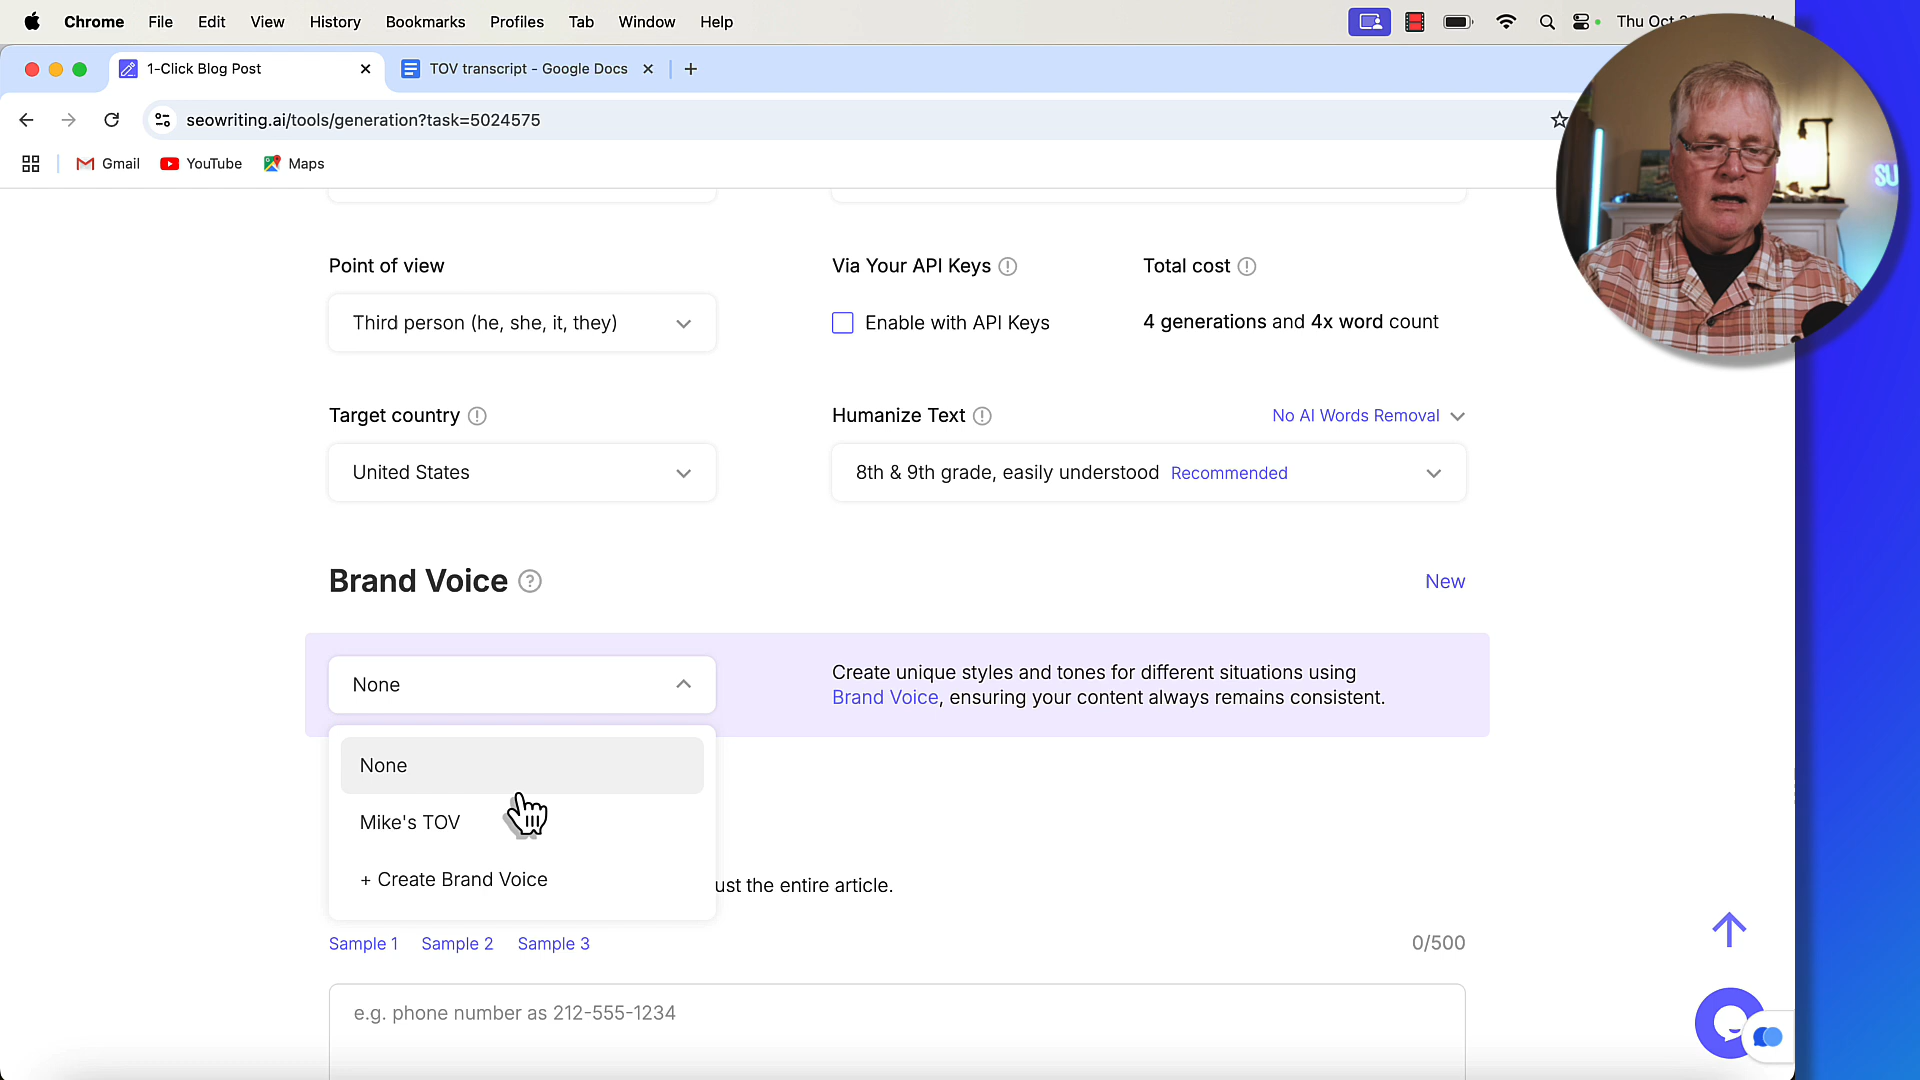 Chrome File Edit View History Bookmarks Profiles Tab Window Help Thu Oct
1-Click Blog Post TOV transcript - Google Docs
seowriting.ai/tools/generation?task=5024575
Gmail YouTube Maps
Point of view Via Your API Keys Total cost
Third person (he, she, it, they) Enable with API Keys 4 generations and 4x word count
Target country Humanize Text No AI Words Removal
United States 8th & 9th grade, easily understood Recommended
Brand Voice New
None
Create unique styles and tones for different situations using
Brand Voice, ensuring your content always remains consistent.
None
Mike's TOV
+ Create Brand Voice
ust the entire article.
Sample 1 Sample 2 Sample 3 0/500
e.g. phone number as 212-555-1234
SU